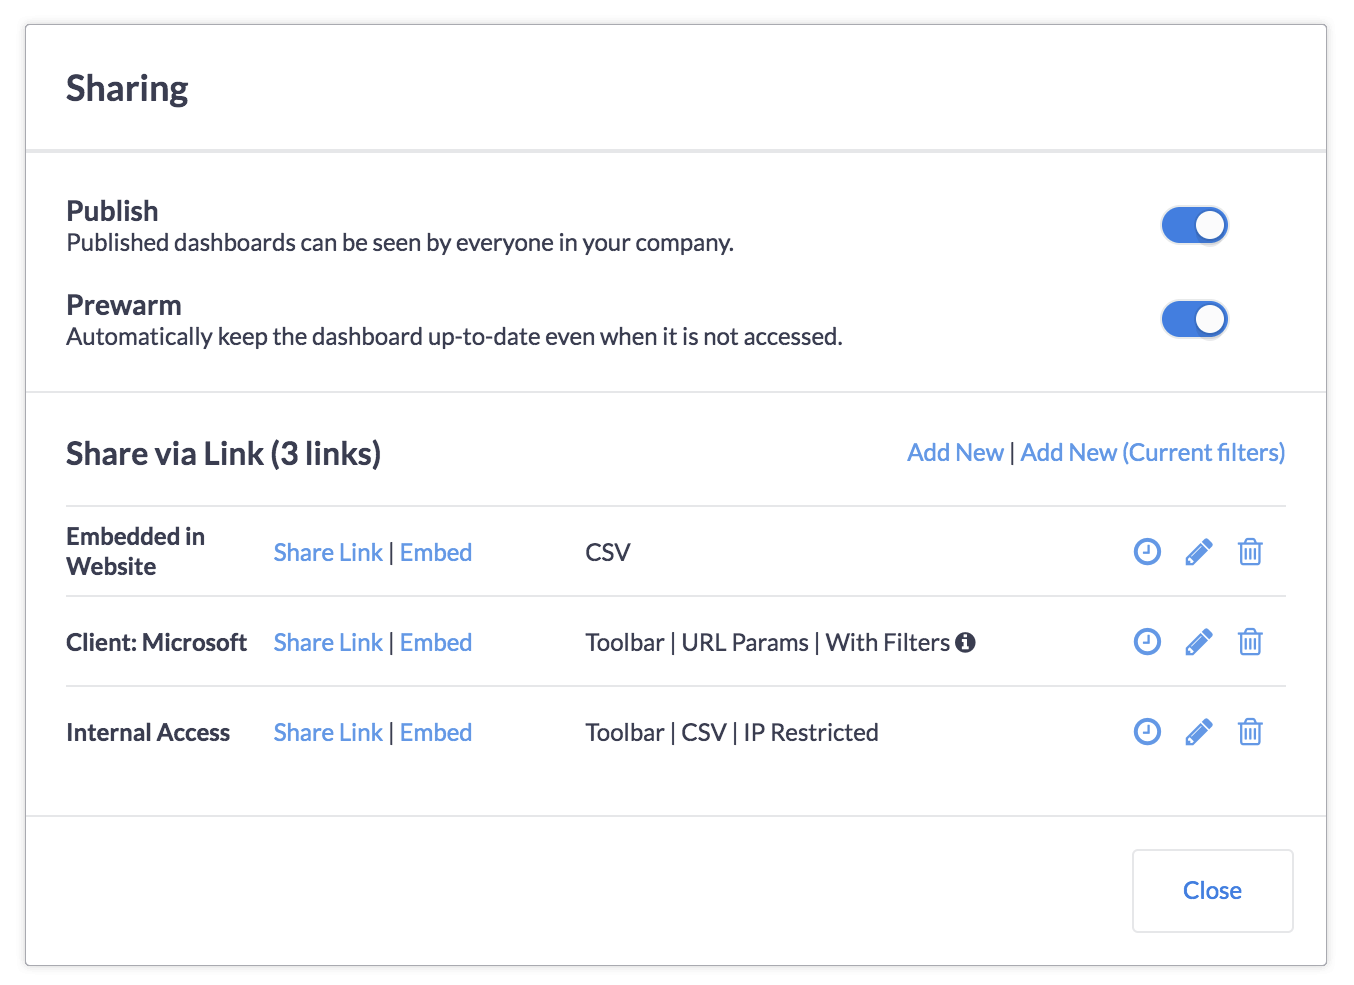 Sharing
Publish
Published dashboards can be seen by everyone in your company.
Prewarm
Automatically keep the dashboard up-to-date even when it is not accessed.
Share via Link (3 links)
Add New | Add New (Current filters)
Embedded in
Website
Share Link | Embed
CSV
Client: Microsoft
Share Link | Embed
Toolbar | URL Params | With Filters
Internal Access
Share Link | Embed
Toolbar | CSV | IP Restricted
Close